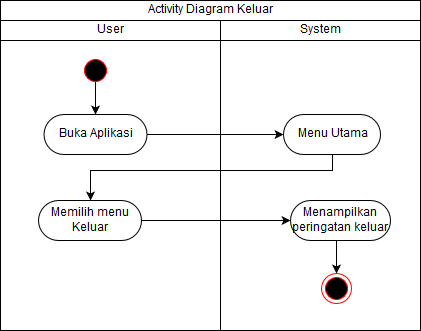 Activity Diagram Keluar
User
System
Buka Aplikasi
Menu Utama
Memilih menu
Keluar
Menampilkan
peringatan keluar